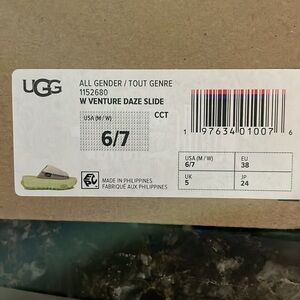 UGG
ALL GENDER / TOUT GENRE
1152680
W VENTURE DAZE SLIDE
CCT
USA (M / W)
6/7
1 97634 01007 6
USA (M / W)
6/7
EU
38
UK
5
JP
24
MADE IN PHILIPPINES
FABRIQUÉ AUX PHILIPPINES